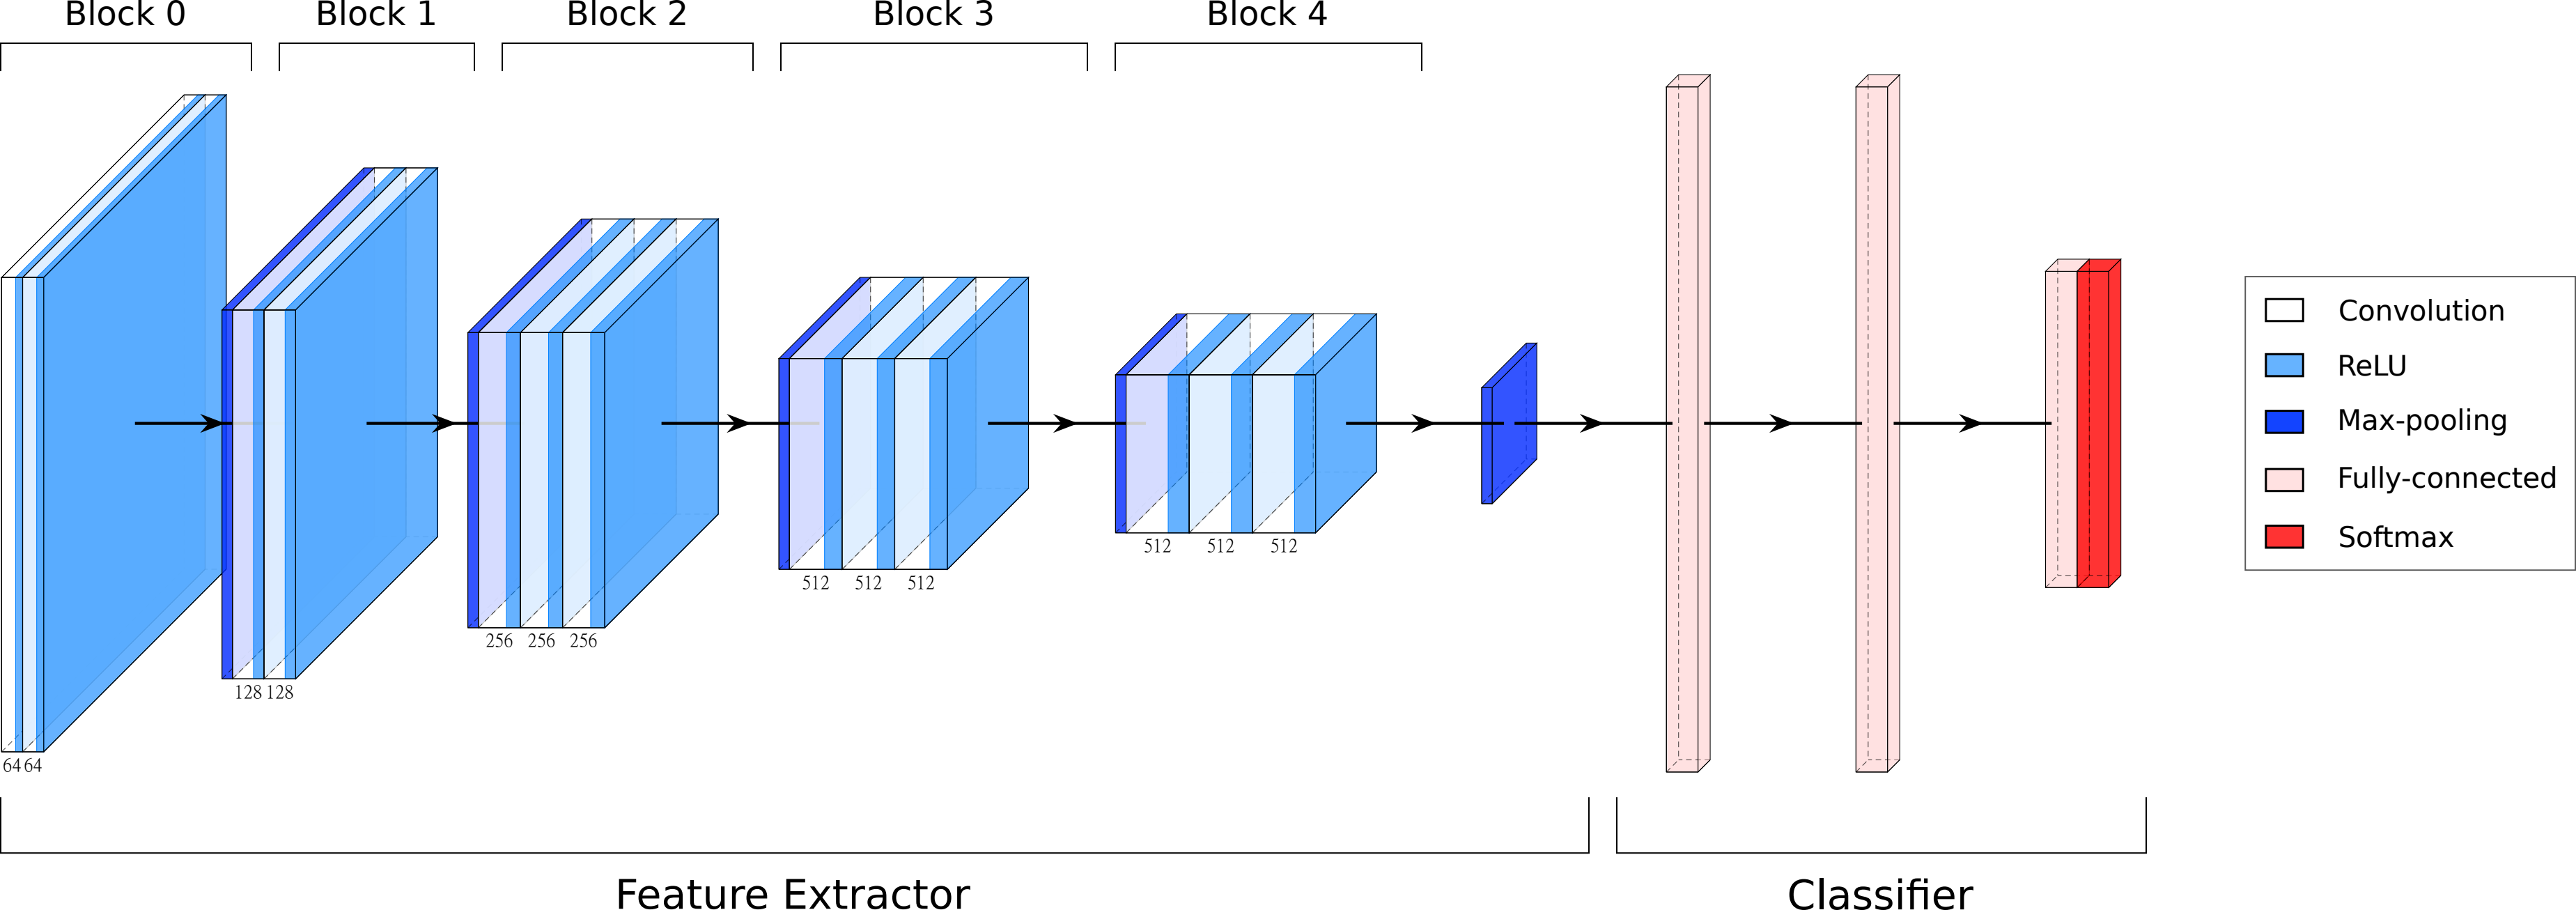 Block 0
Block 1
Block 2
Block 3
Block 4
Convolution
ReLU
Max-pooling
Fully-connected
Softmax
512 512 512
512 512 512
256 256 256
128 128
64 64
Feature Extractor
Classifier